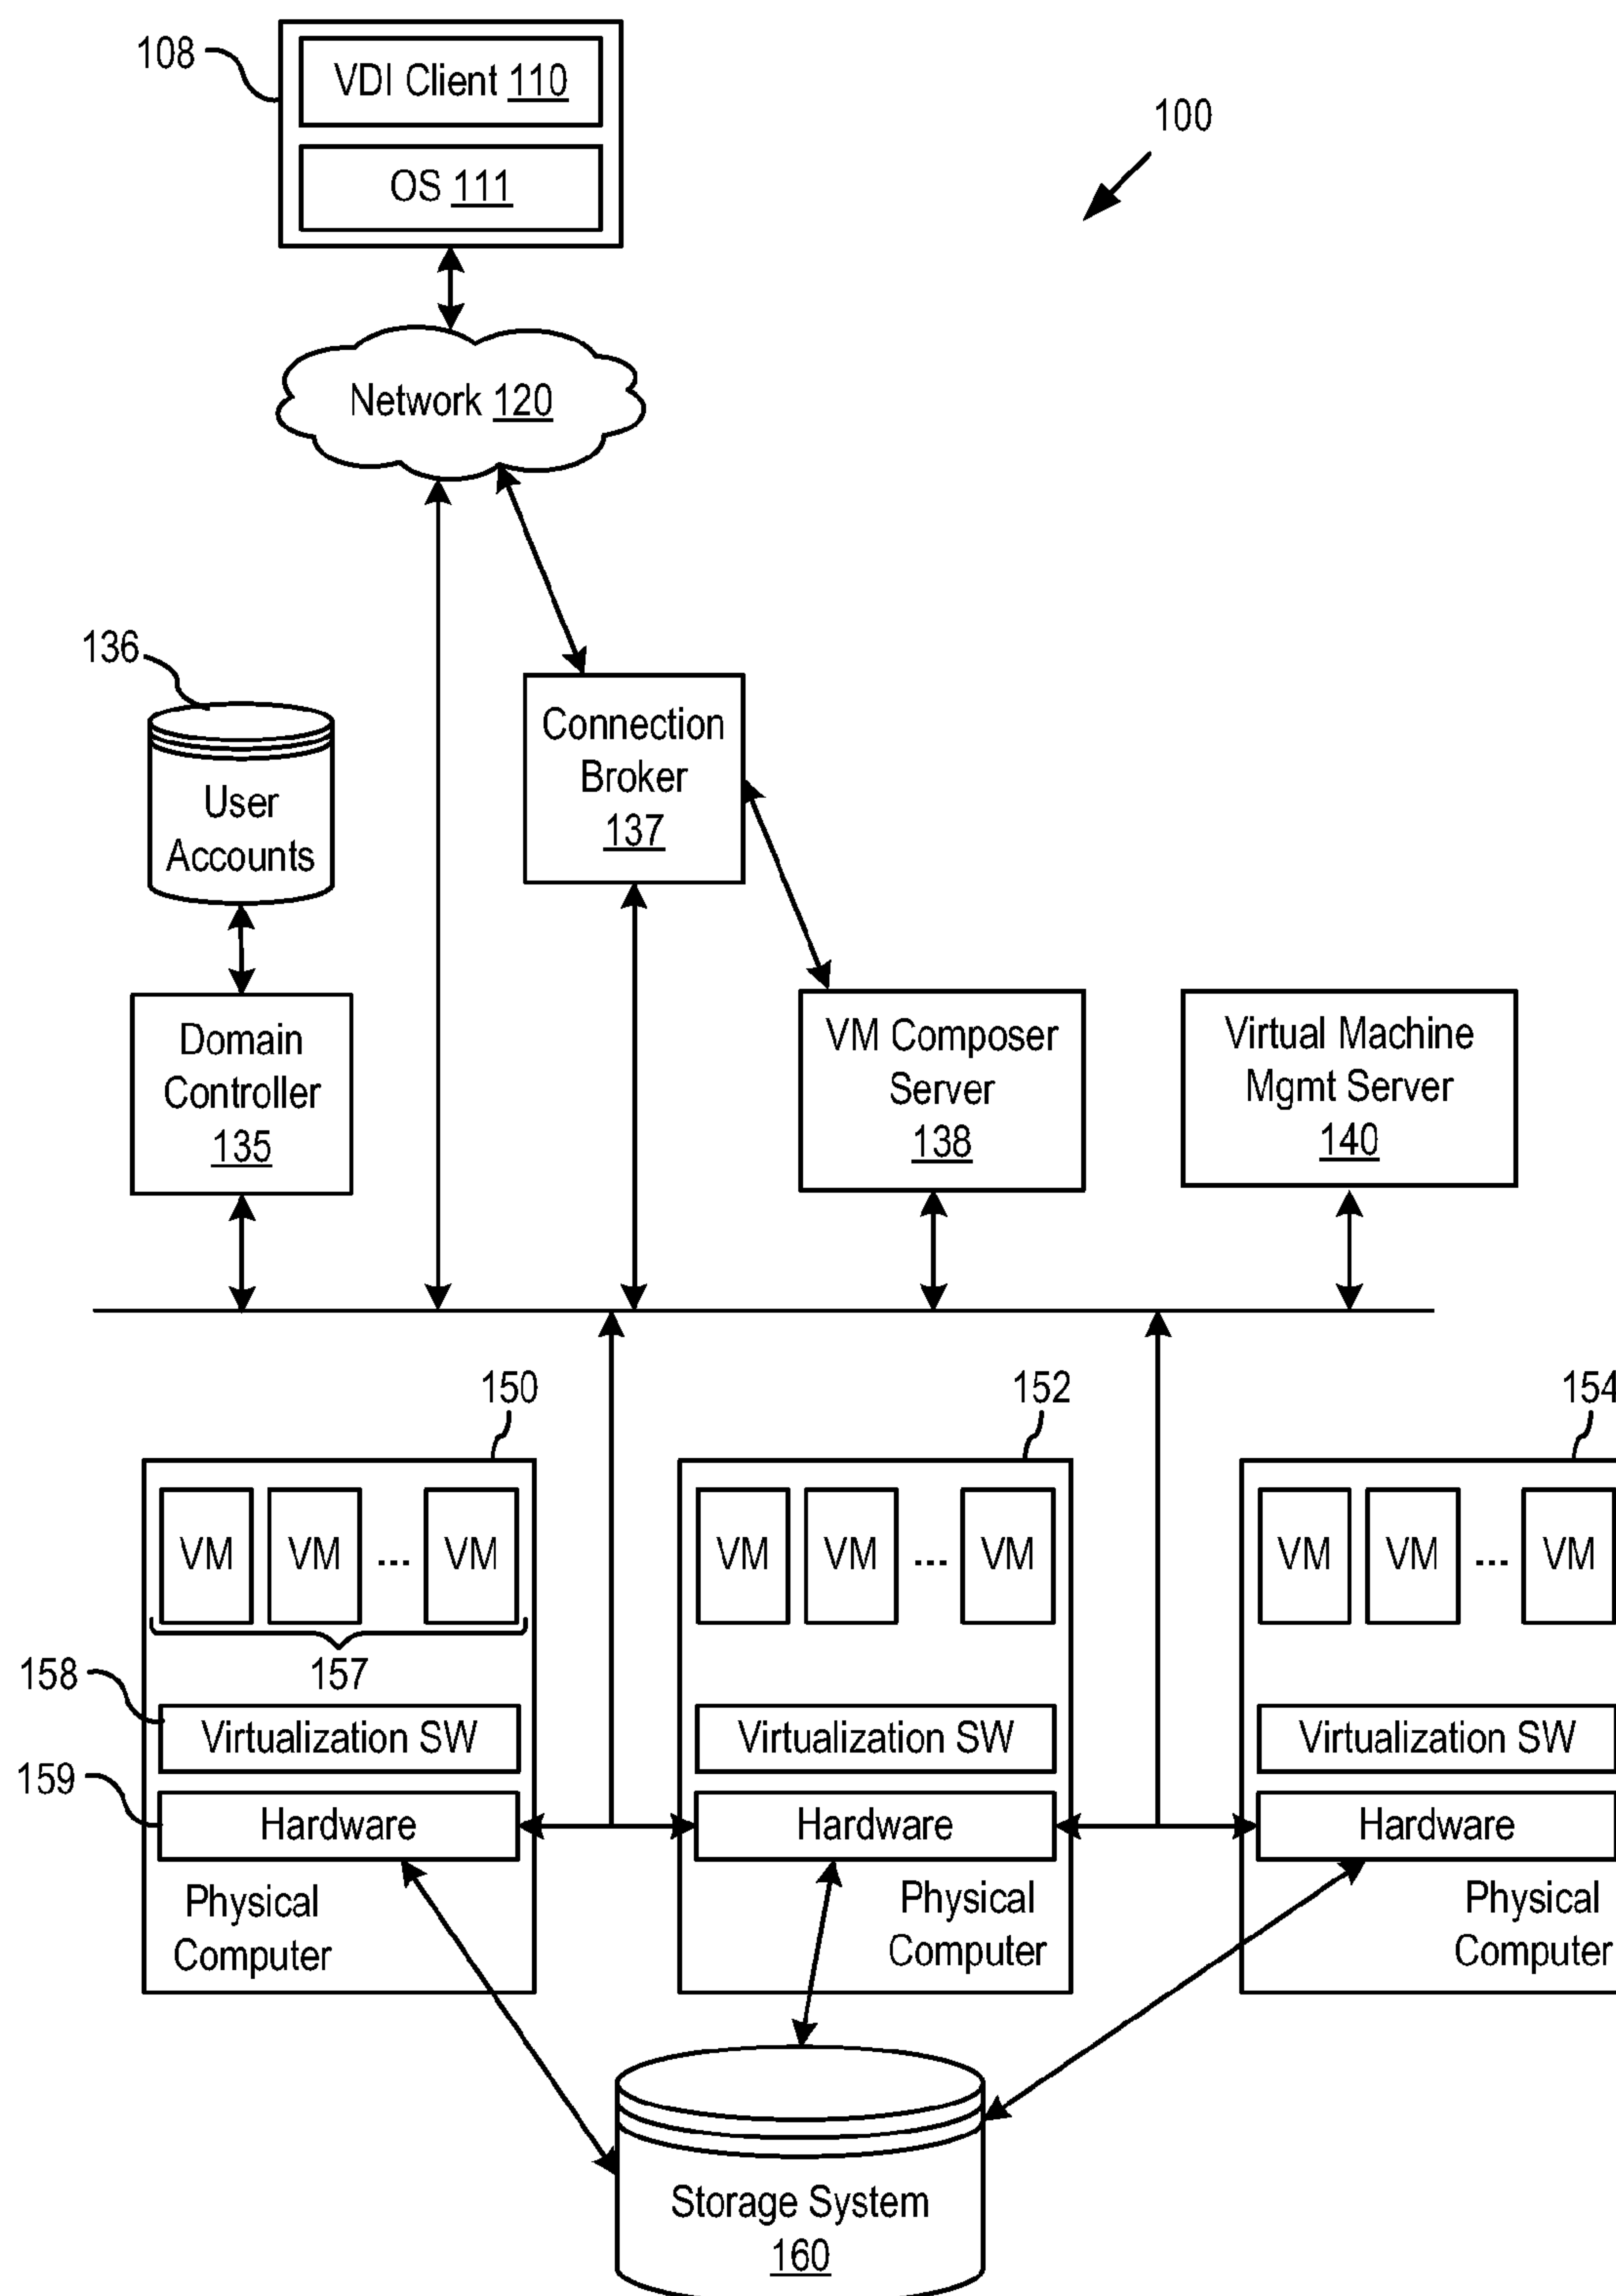 108
VDI Client 110
OS 111
100
Network 120
136
User
Accounts
Connection
Broker
137
Domain
Controller
135
VM Composer
Server
138
Virtual Machine
Mgmt Server
140
150
152
154
VM VM ... VM
VM VM ... VM
VM VM ... VM
157
158
Virtualization SW
Virtualization SW
Virtualization SW
159
Hardware
Hardware
Hardware
Physical
Computer
Physical
Computer
Physical
Computer
Storage System
160